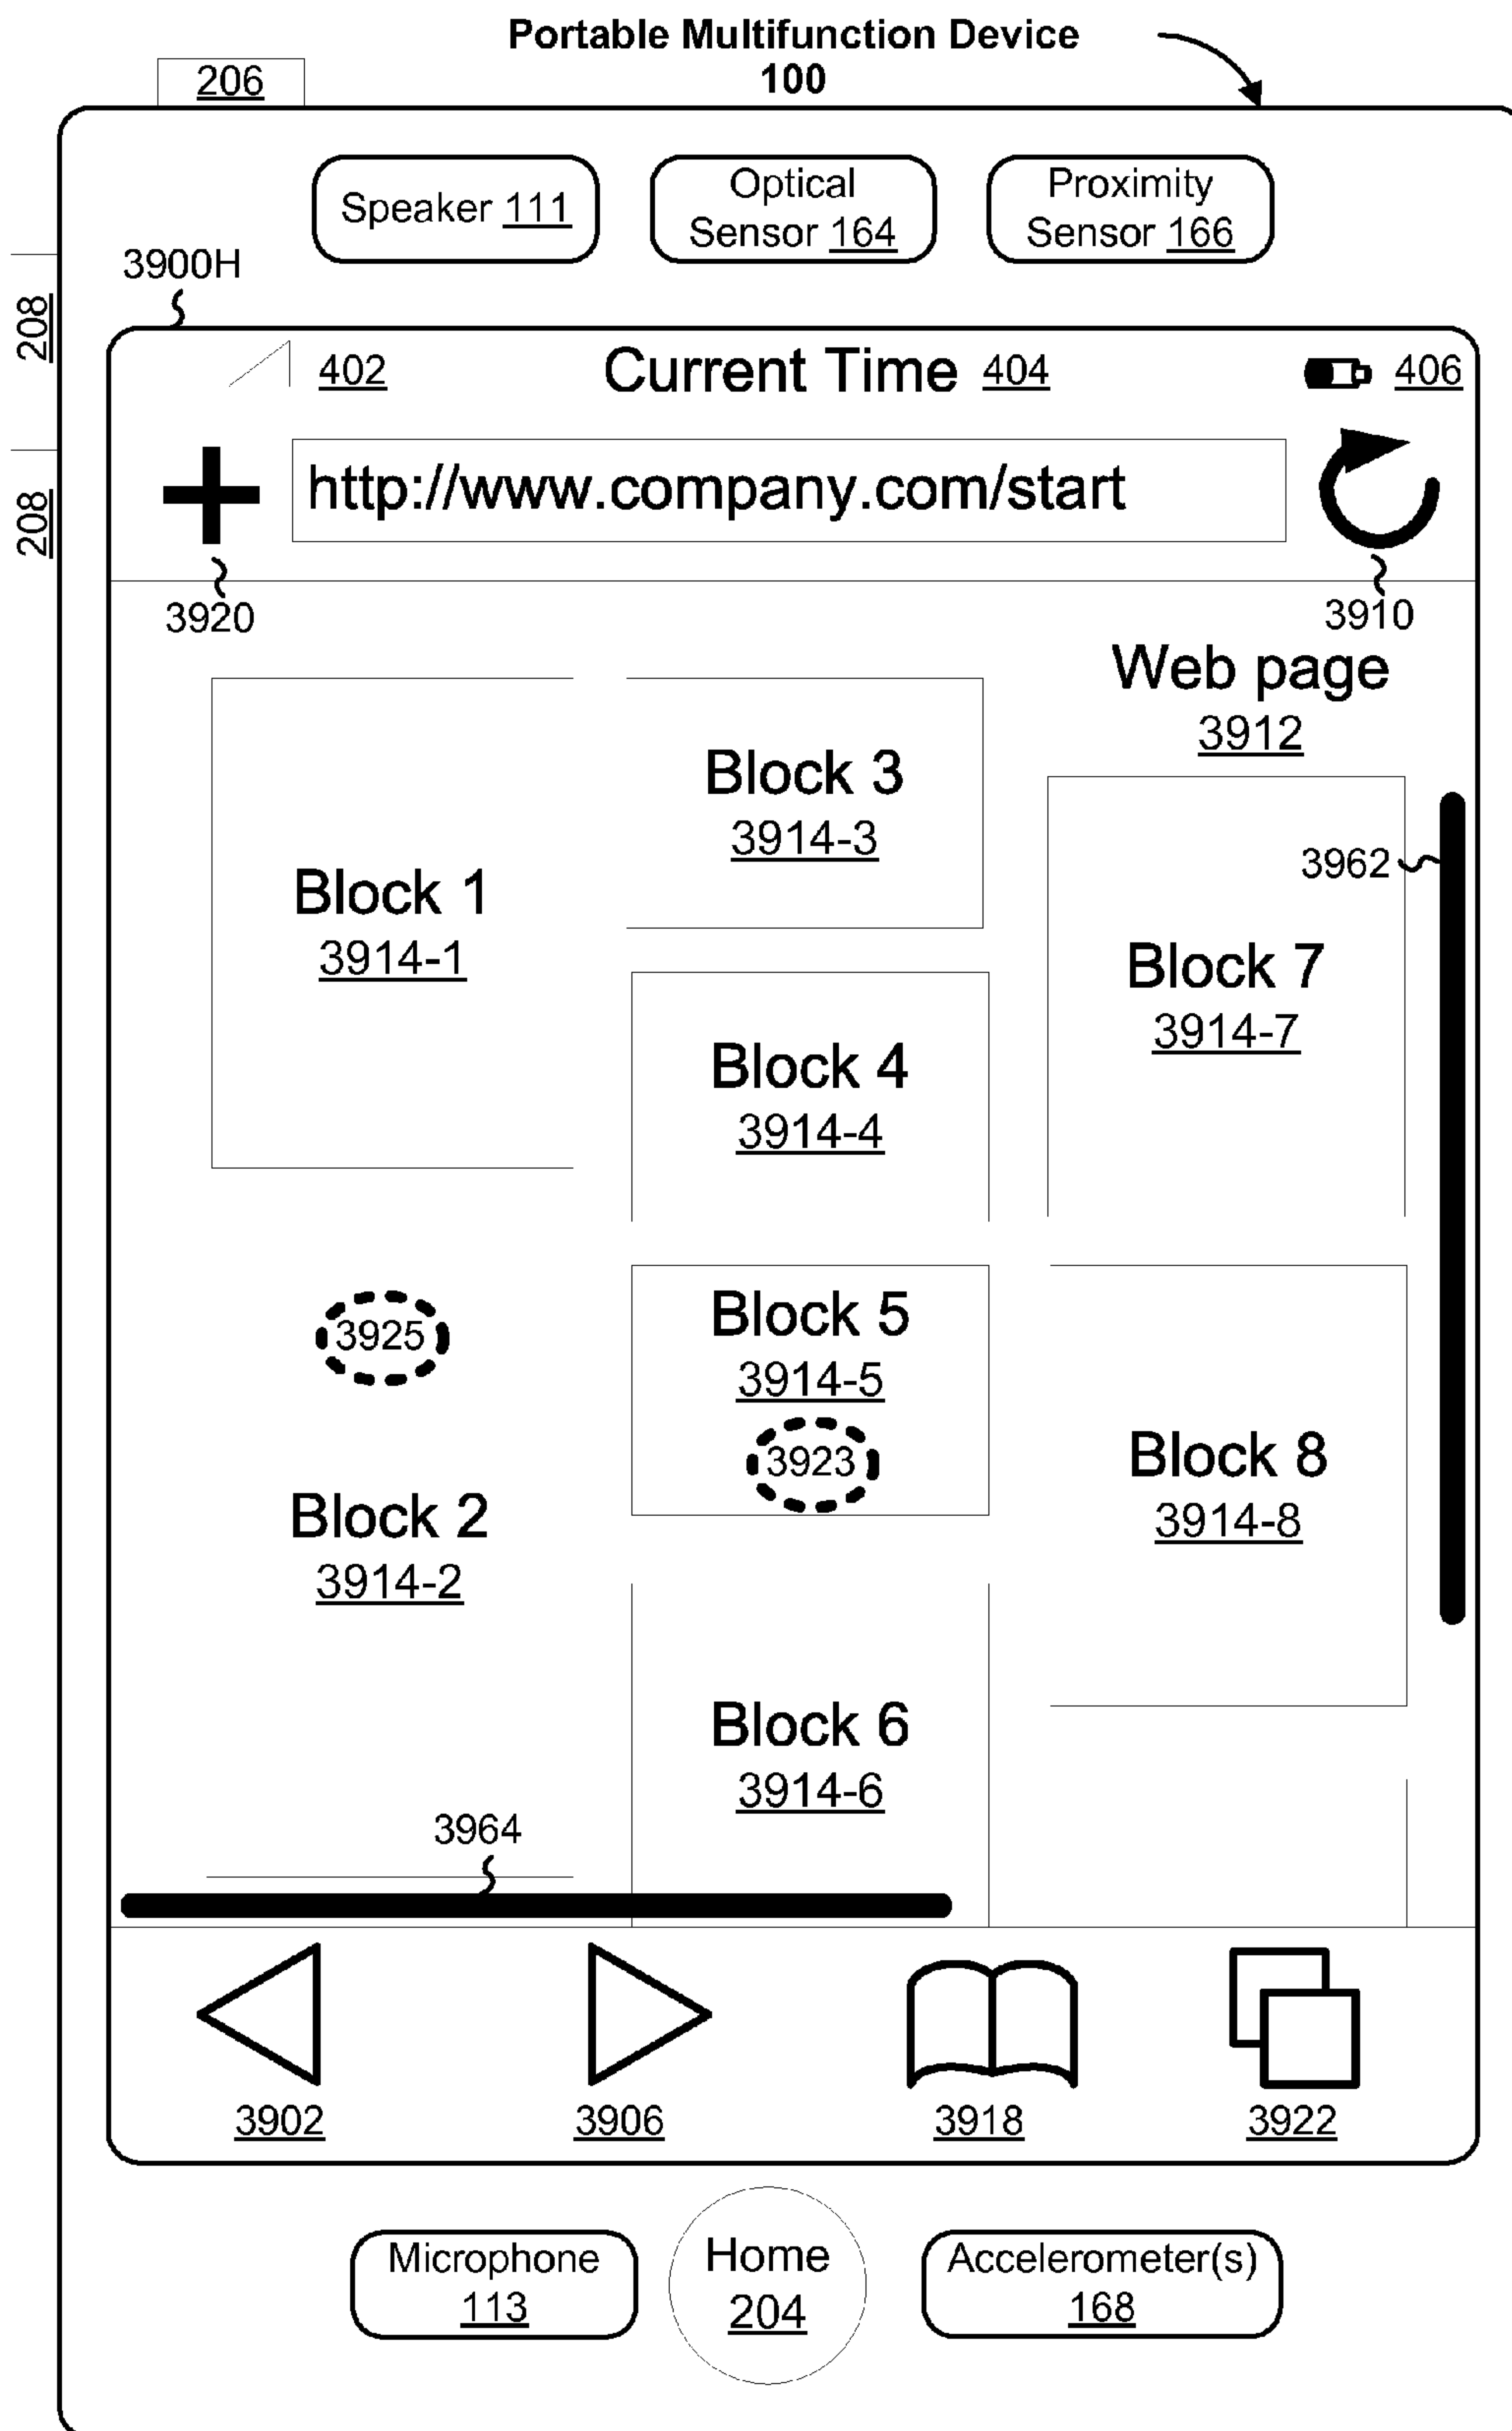 Portable Multifunction Device
100
206
Speaker 111
Optical
Sensor 164
Proximity
Sensor 166
208
208
3900H
402
Current Time 404
406
http://www.company.com/start
3920
3910
Web page
3912
Block 1
3914-1
Block 3
3914-3
3962
Block 7
3914-7
Block 4
3914-4
3925
Block 5
3914-5
3923
Block 8
3914-8
Block 2
3914-2
Block 6
3914-6
3964
3902
3906
3918
3922
Microphone
113
Home
204
Accelerometer(s)
168